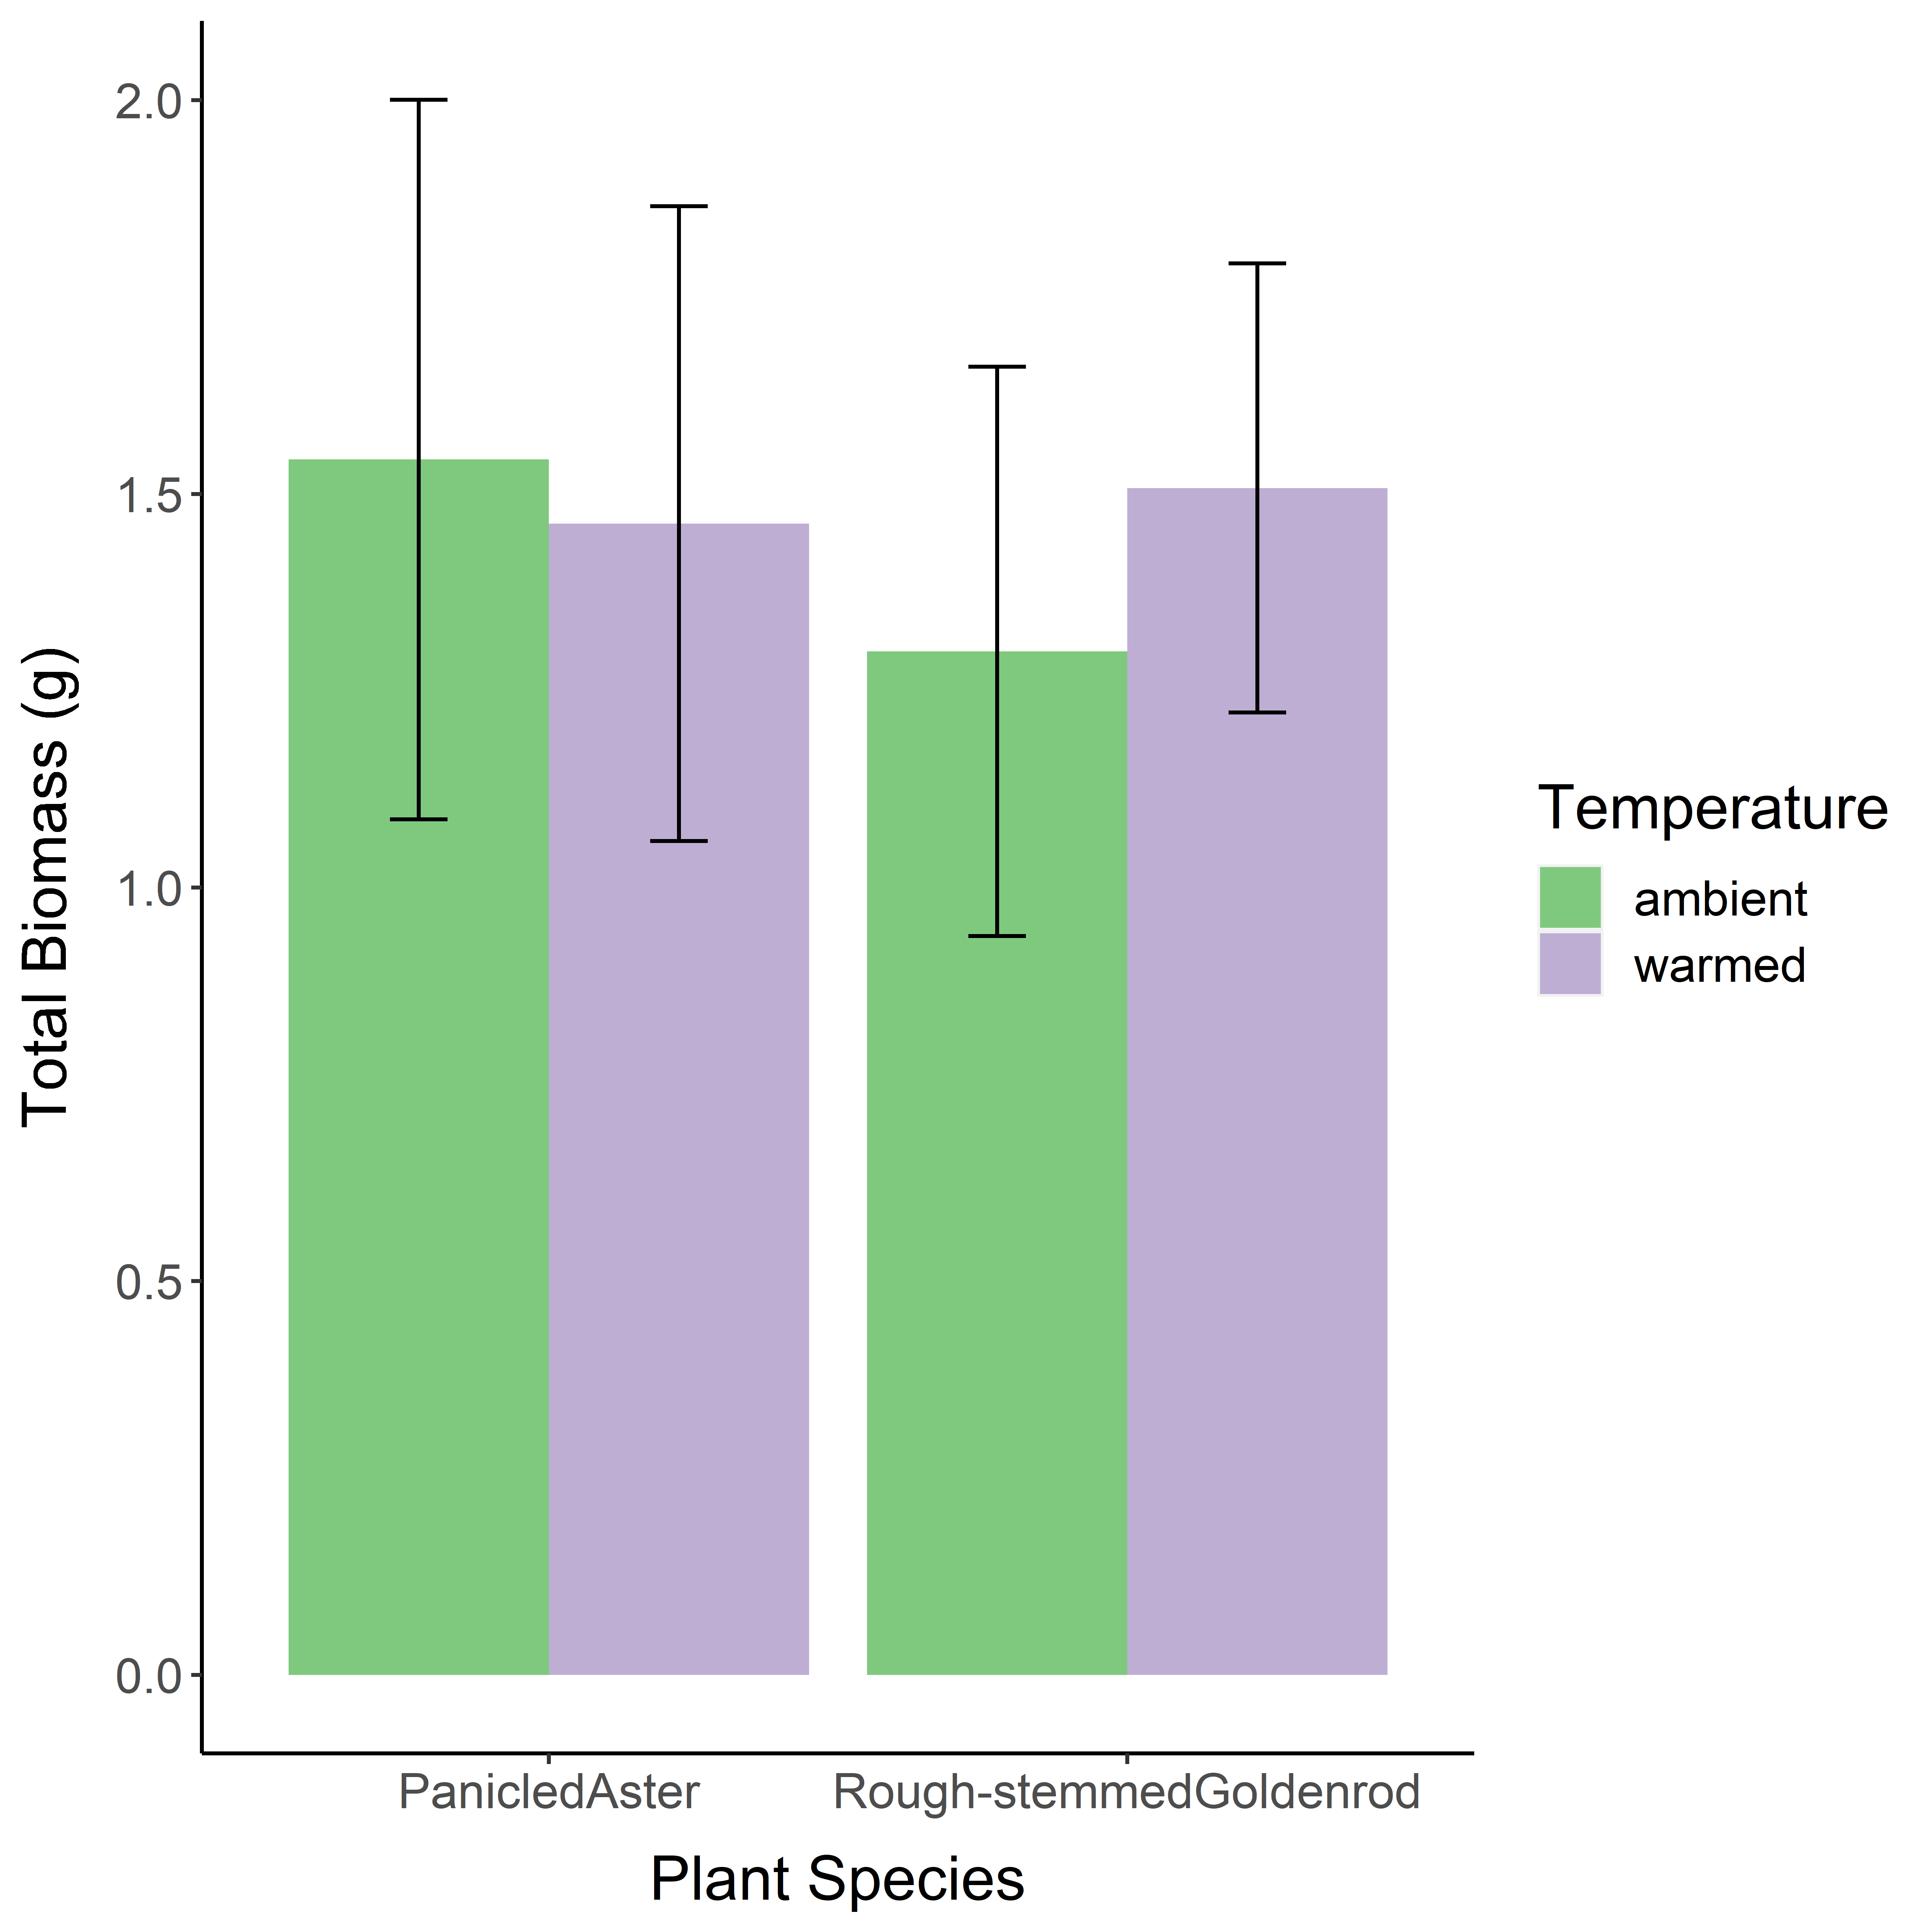 2.0
1.5
1.0
0.5
0.0
Total Biomass (g)
PanicledAster
Rough-stemmedGoldenrod
Plant Species
Temperature
ambient
warmed